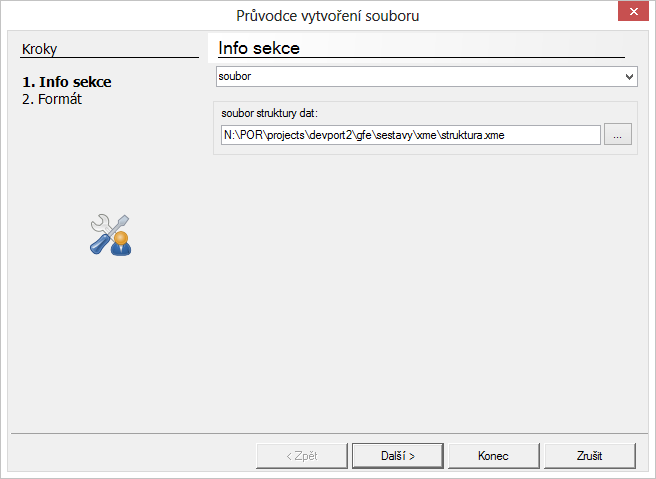 Průvodce vytvoření souboru
Kroky
1. Info sekce
2. Formát
Info sekce
soubor
soubor struktury dat:
N:\POR\projects\devport2\gfe\sestavy\xme\struktura.xme
...
< Zpět
Další >
Konec
Zrušit